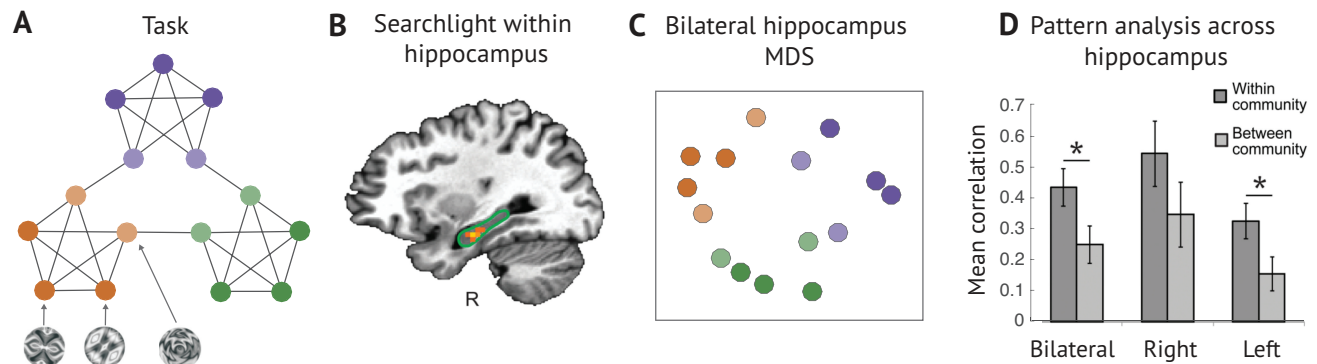 A Task
B Searchlight within
hippocampus
R
C Bilateral hippocampus
MDS
D Pattern analysis across
hippocampus
Within
community
Between
community
Mean correlation
0.7
0.6
0.5
0.4
0.3
0.2
0.1
0
*
*
Bilateral Right Left